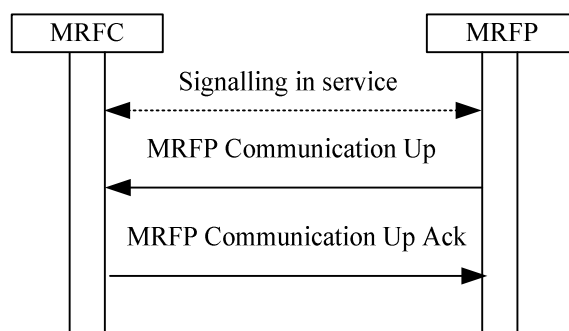 MRFC
MRFP
Signalling in service
MRFP Communication Up
MRFP Communication Up Ack